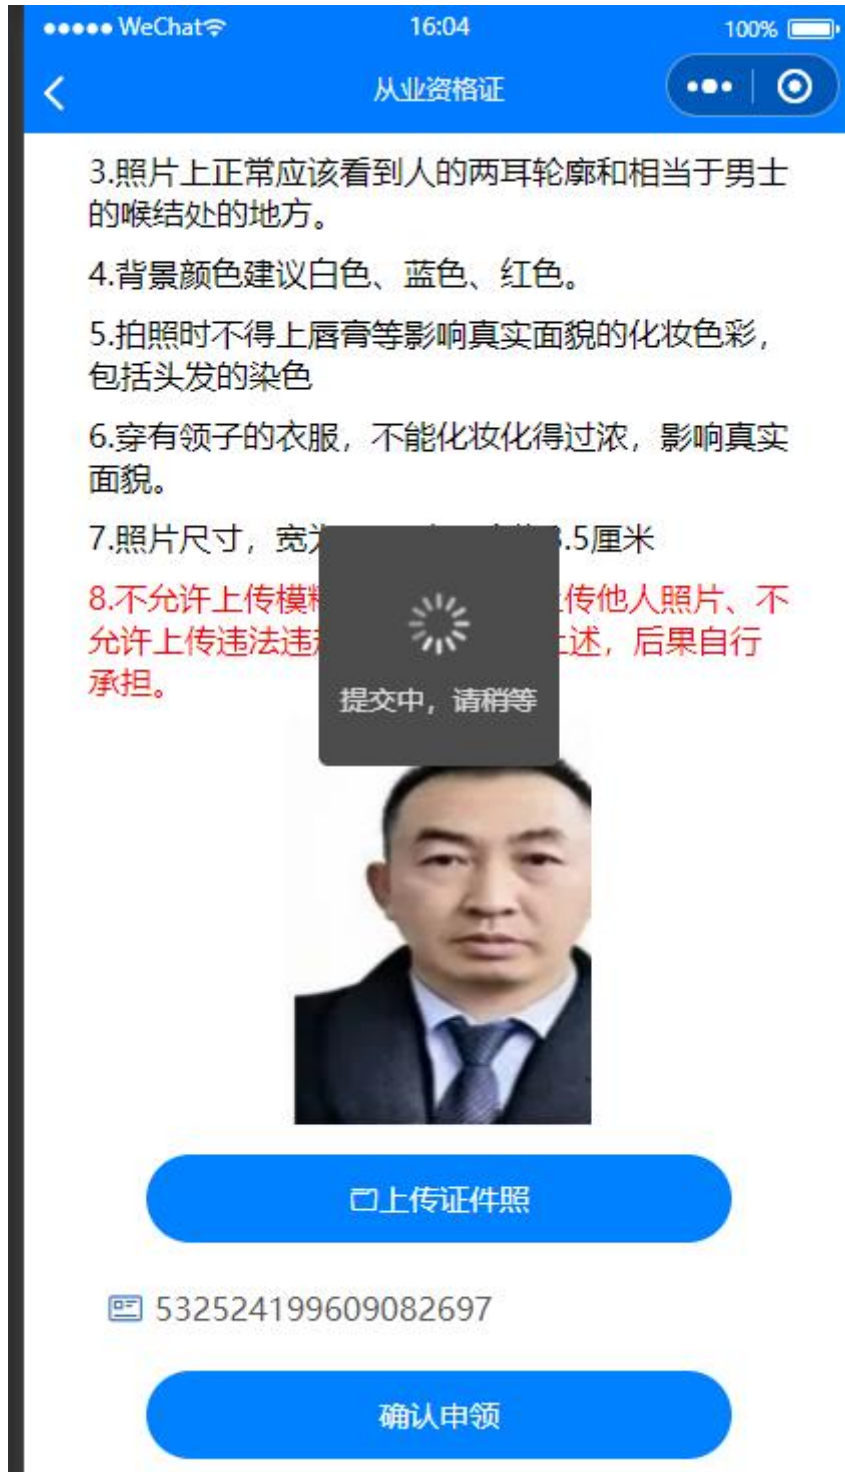 WeChat
16:04
100%
从业资格证
3.照片上正常应该看到人的两耳轮廓和相当于男士
的喉结处的地方。
4.背景颜色建议白色、蓝色、红色。
5.拍照时不得上唇膏等影响真实面貌的化妆色彩，
包括头发的染色
6.穿有领子的衣服，不能化妆化得过浓，影响真实
面貌。
7.照片尺寸，宽 .5厘米
8.不允许上传模 传他人照片、不
允许上传违法违 述，后果自行
承担。
提交中，请稍等
上传证件照
532524199609082697
确认申领